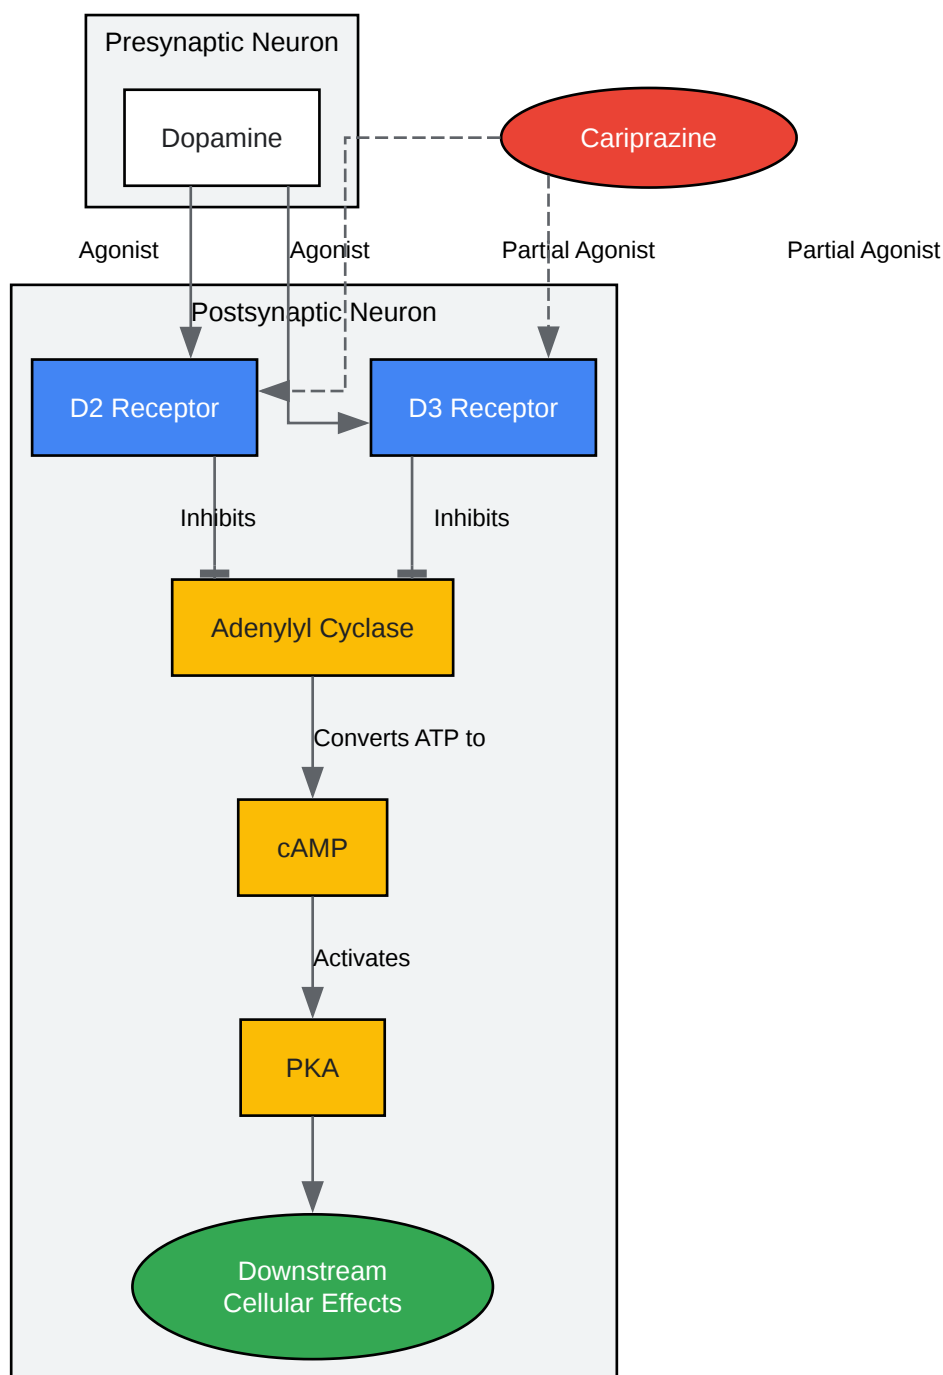 Presynaptic Neuron
Dopamine
Cariprazine
Agonist
Agonist
Partial Agonist
Partial Agonist
Postsynaptic Neuron
D2 Receptor
D3 Receptor
Inhibits
Inhibits
Adenylyl Cyclase
Converts ATP to
cAMP
Activates
PKA
Downstream
Cellular Effects